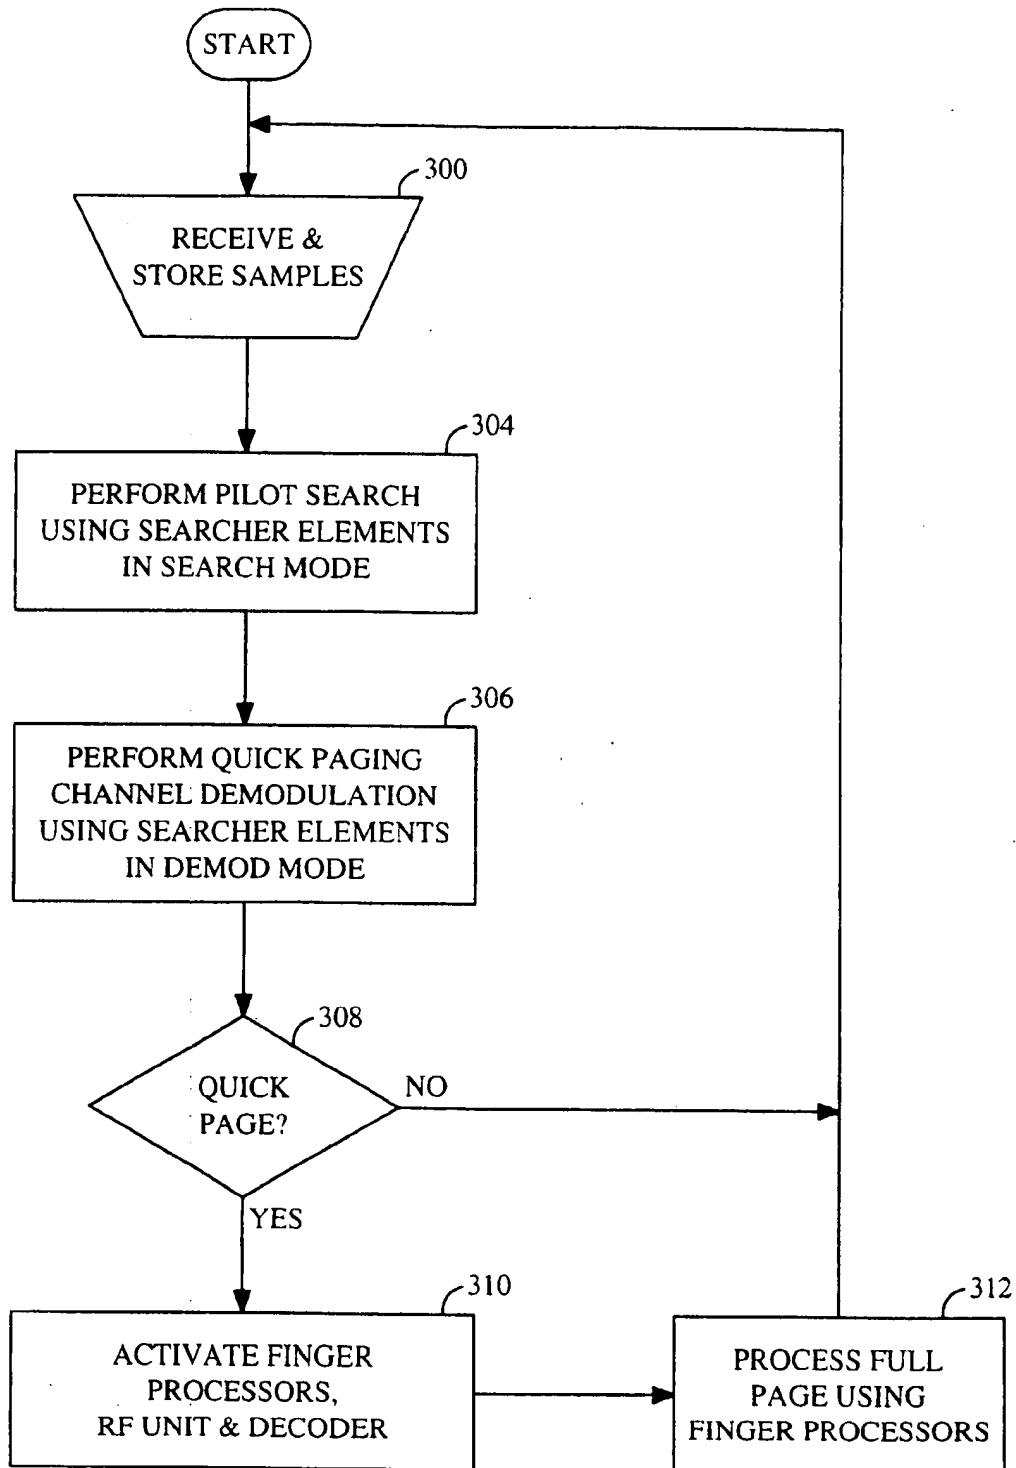 START
300
RECEIVE &
STORE SAMPLES
304
PERFORM PILOT SEARCH
USING SEARCHER ELEMENTS
IN SEARCH MODE
306
PERFORM QUICK PAGING
CHANNEL DEMODULATION
USING SEARCHER ELEMENTS
IN DEMOD MODE
308
QUICK
PAGE?
NO
YES
310
ACTIVATE FINGER
PROCESSORS,
RF UNIT & DECODER
312
PROCESS FULL
PAGE USING
FINGER PROCESSORS